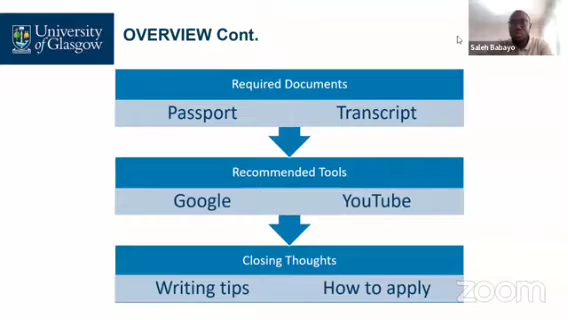 University
of Glasgow
OVERVIEW Cont.
Saleh Babayo
Required Documents
Passport Transcript
Recommended Tools
Google YouTube
Closing Thoughts
Writing tips How to apply
zoom